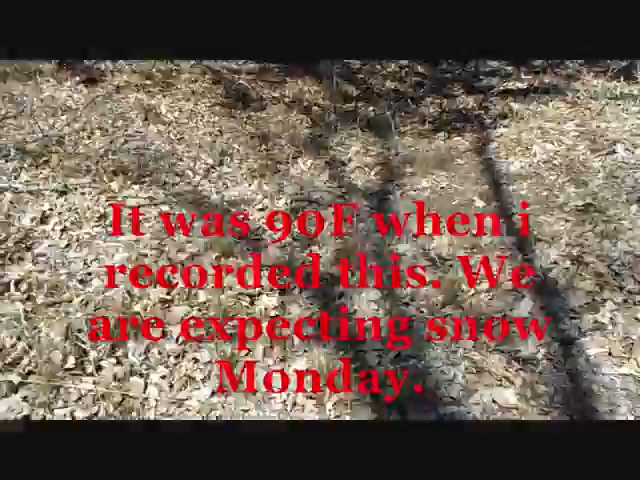 It was 90F when i
recorded this. We
are expecting snow
Monday.